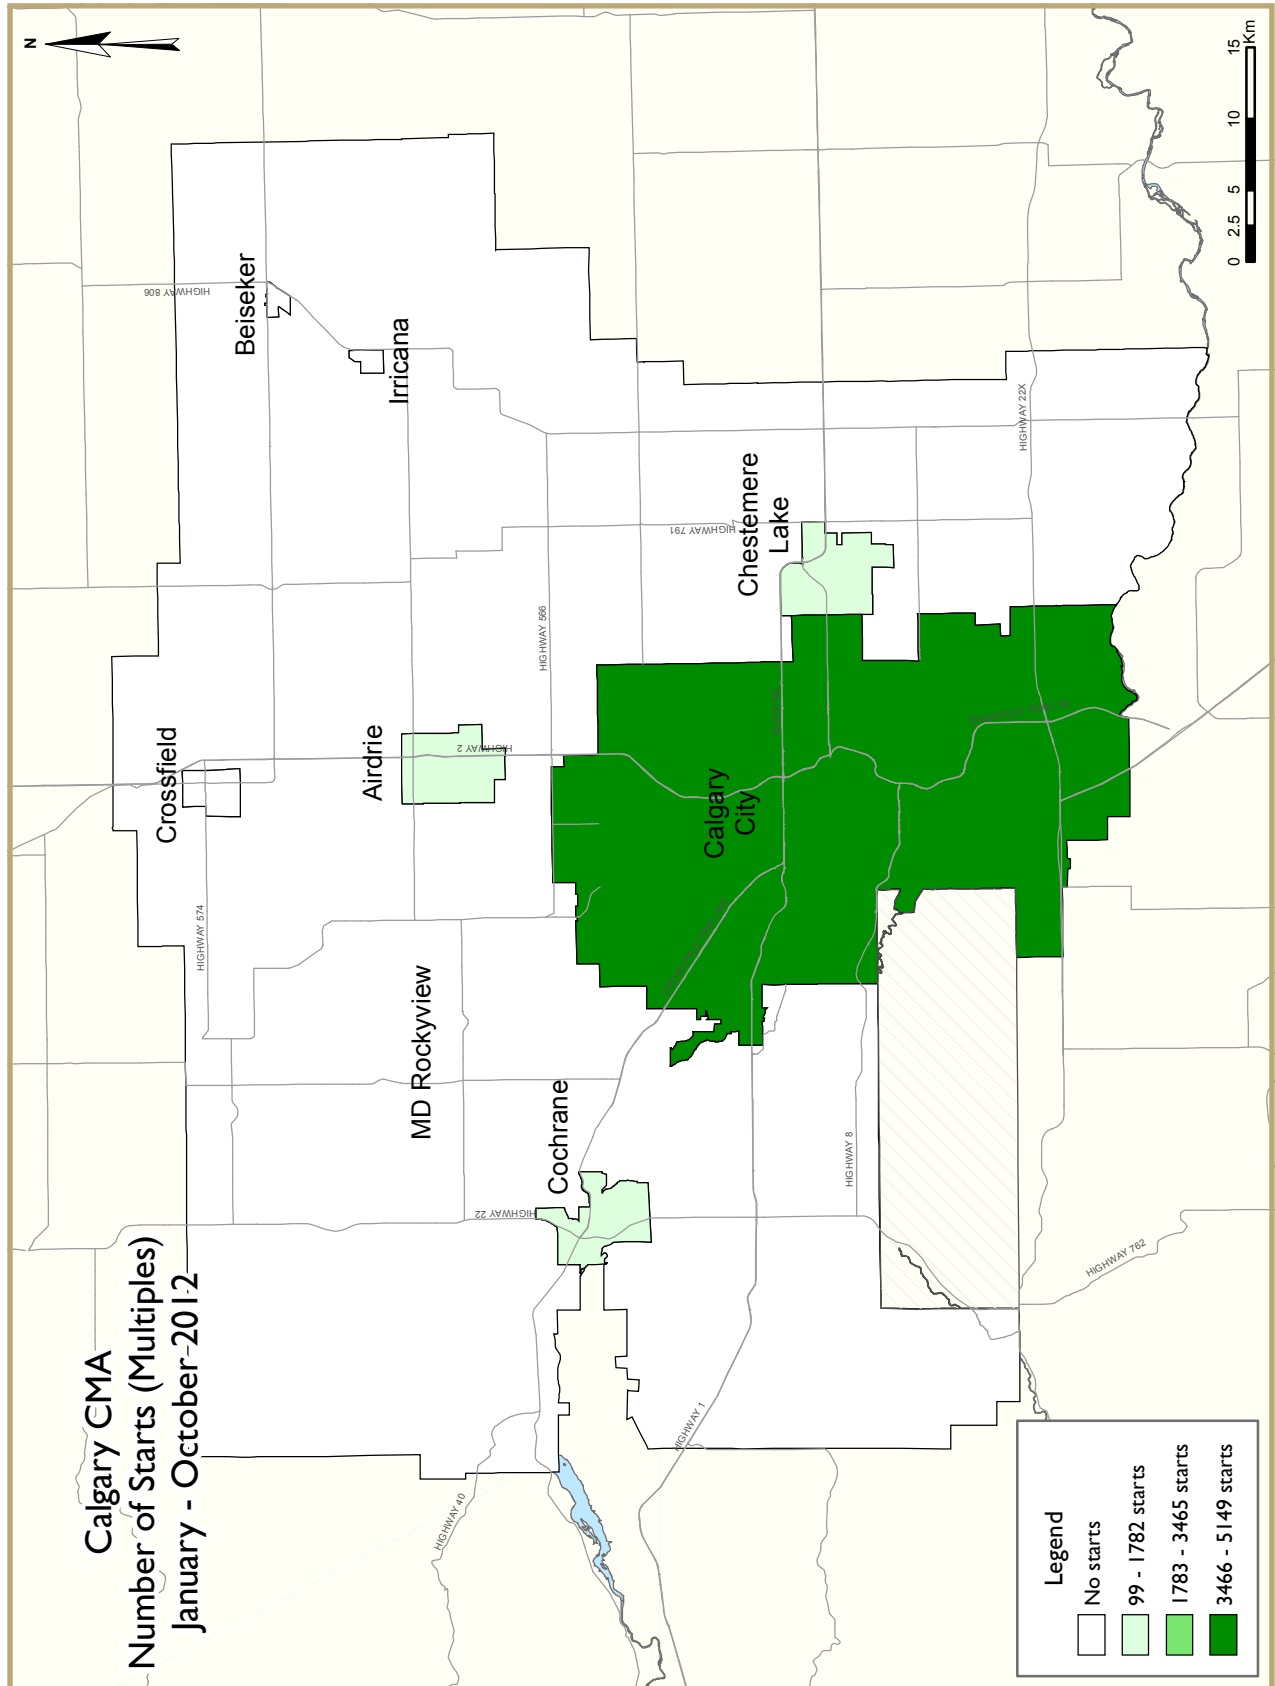 Calgary CMA
Number of Starts (Multiples)
January - October 2012
N
Crossfield
Beiseker
Irricana
Airdrie
MD Rockyview
Cochrane
Chestemere
Lake
Calgary
City
HIGHWAY 806
HIGHWAY 574
HIGHWAY 2
HIGHWAY 566
HIGHWAY 791
HIGHWAY 22
HIGHWAY 40
HIGHWAY 1
HIGHWAY 8
HIGHWAY 22X
HIGHWAY 762
Legend
No starts
99 - 1782 starts
1783 - 3465 starts
3466 - 5149 starts
0 2.5 5 10 15
Km